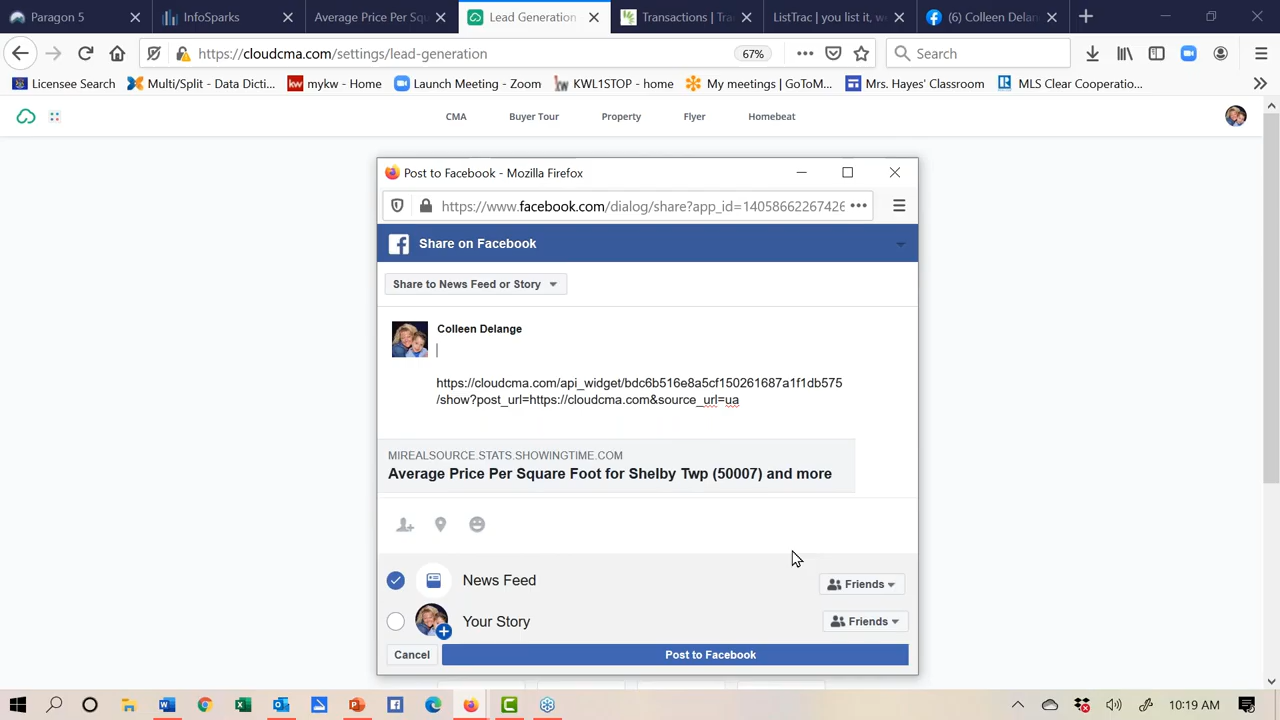 Paragon 5
InfoSparks
Average Price Per Squ
Lead Generation
Transactions | Tra
ListTrac | you list it, w
(6) Colleen Delan
https://cloudcma.com/settings/lead-generation
67%
Search
Licensee Search
Multi/Split - Data Dictio...
mykw - Home
Launch Meeting - Zoom
KWL1STOP - home
My meetings | GoToM...
Mrs. Hayes' Classroom
MLS Clear Cooperatio...
CMA
Buyer Tour
Property
Flyer
Homebeat
Post to Facebook - Mozilla Firefox
https://www.facebook.com/dialog/share?app_id=14058662267426
Share on Facebook
Share to News Feed or Story
Colleen Delange
https://cloudcma.com/api_widget/bdc6b516e8a5cf150261687a1f1db575
/show?post_url=https://cloudcma.com&source_url=ua
MIREALSOURCE.STATS.SHOWINGTIME.COM
Average Price Per Square Foot for Shelby Twp (50007) and more
News Feed
Friends
Your Story
Friends
Cancel
Post to Facebook
10:19 AM